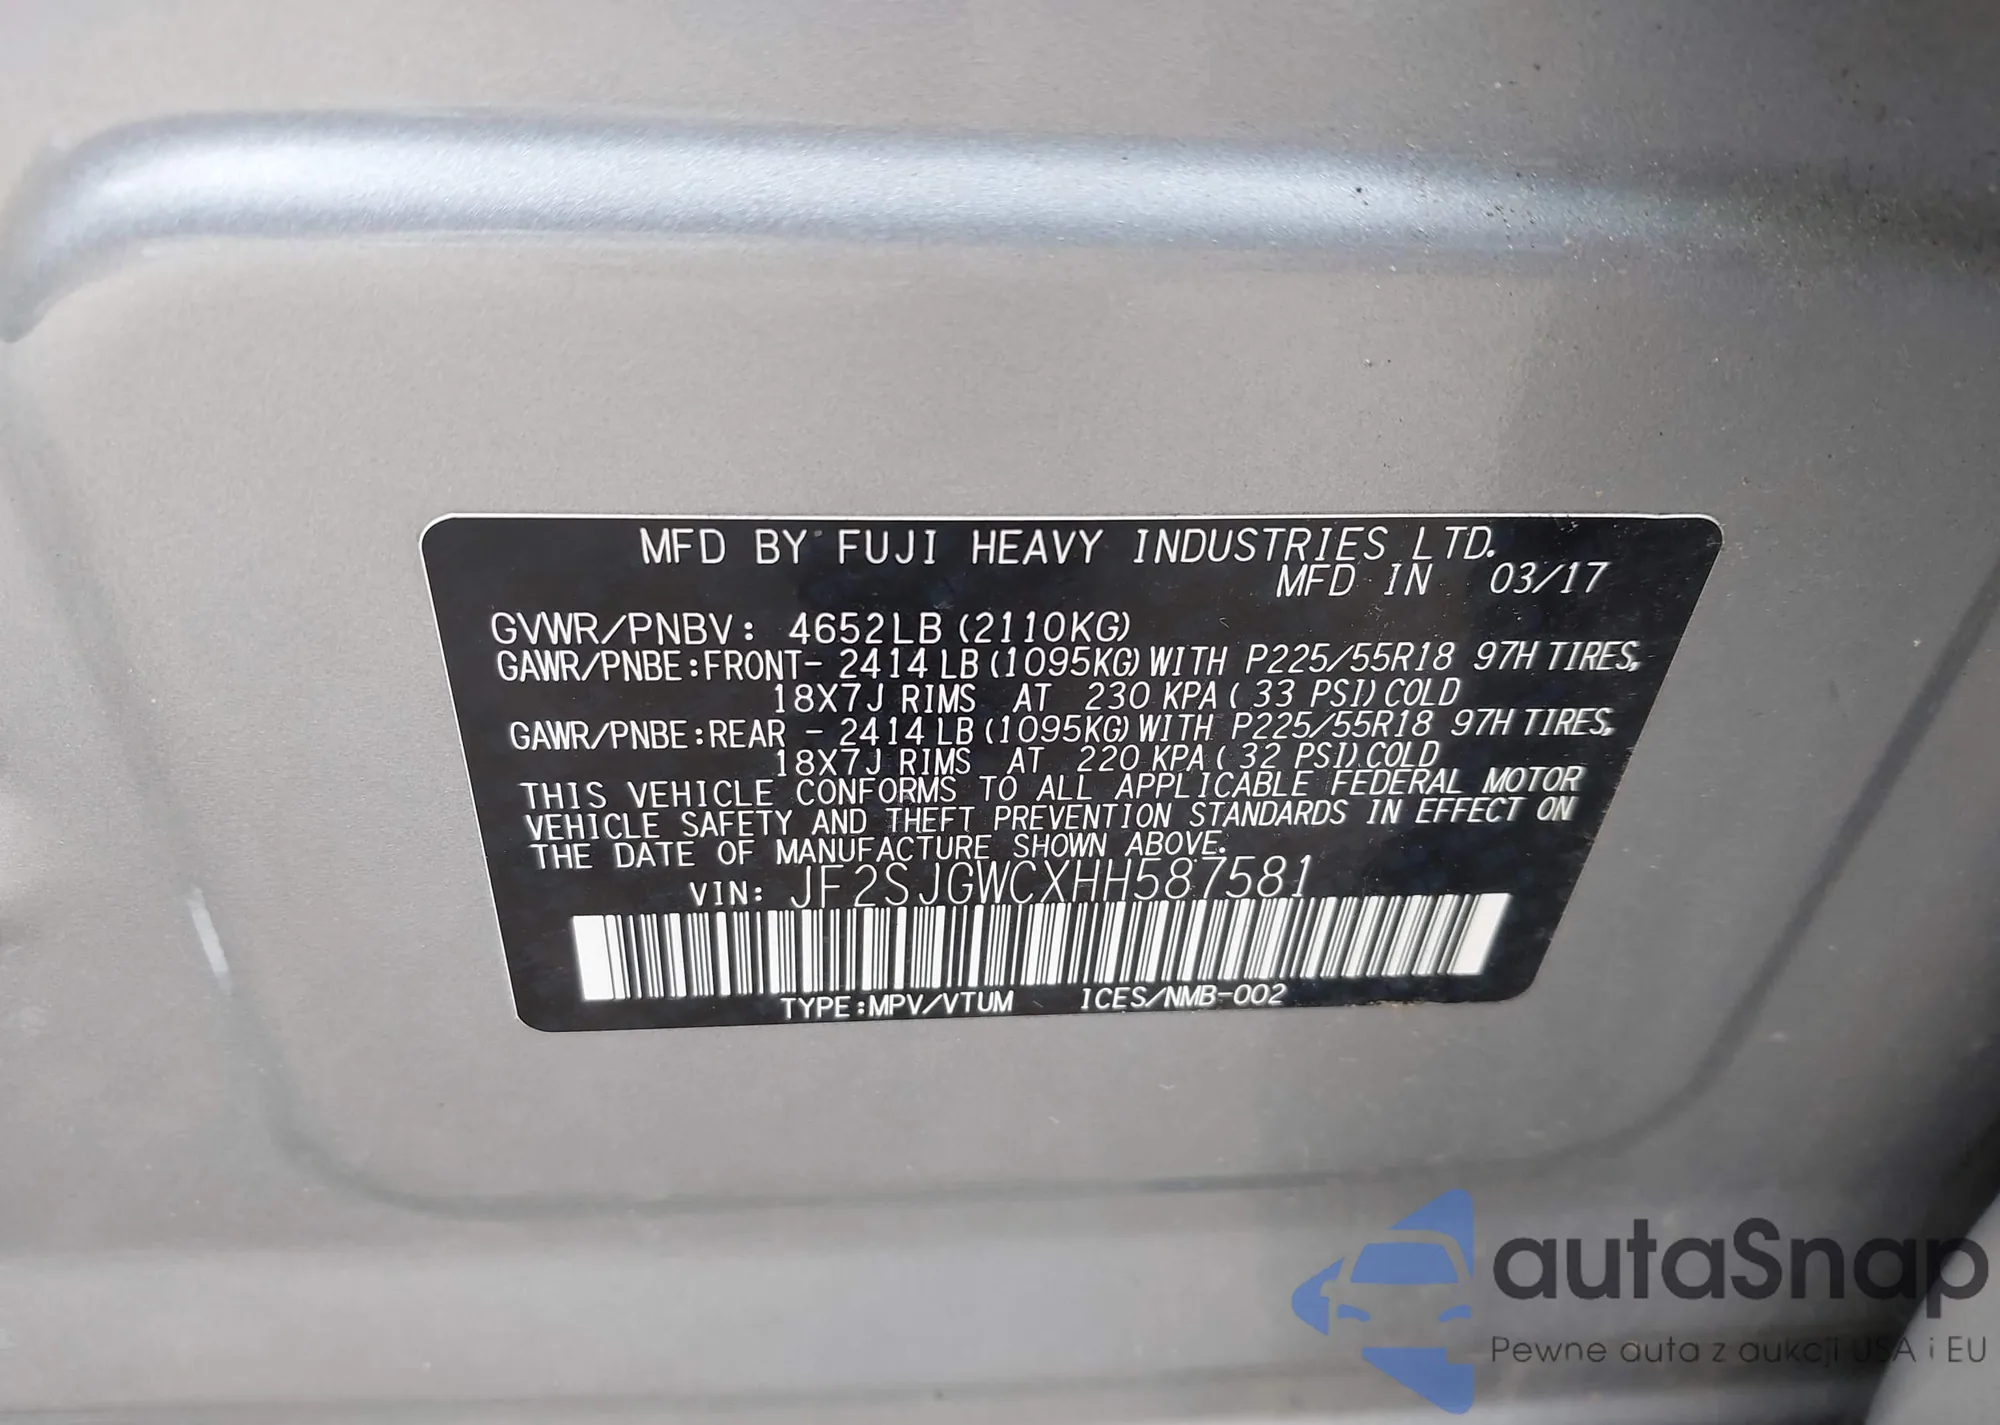 MFD BY FUJI HEAVY INDUSTRIES LTD.
MFD IN 03/17
GVWR/PNBV: 4652LB (2110KG)
GAWR/PNBE:FRONT- 2414 LB (1095KG) WITH P225/55R18 97H TIRES,
18X7J RIMS AT 230 KPA ( 33 PSI) COLD
GAWR/PNBE:REAR - 2414 LB (1095KG) WITH P225/55R18 97H TIRES,
18X7J RIMS AT 220 KPA ( 32 PSI) COLD
THIS VEHICLE CONFORMS TO ALL APPLICABLE FEDERAL MOTOR
VEHICLE SAFETY AND THEFT PREVENTION STANDARDS IN EFFECT ON
THE DATE OF MANUFACTURE SHOWN ABOVE.
VIN: JF2SJGWCXHH587581
TYPE:MPV/VTUM ICES/NMB-002
autaSnap
Pewne auta z aukcji USA i EU